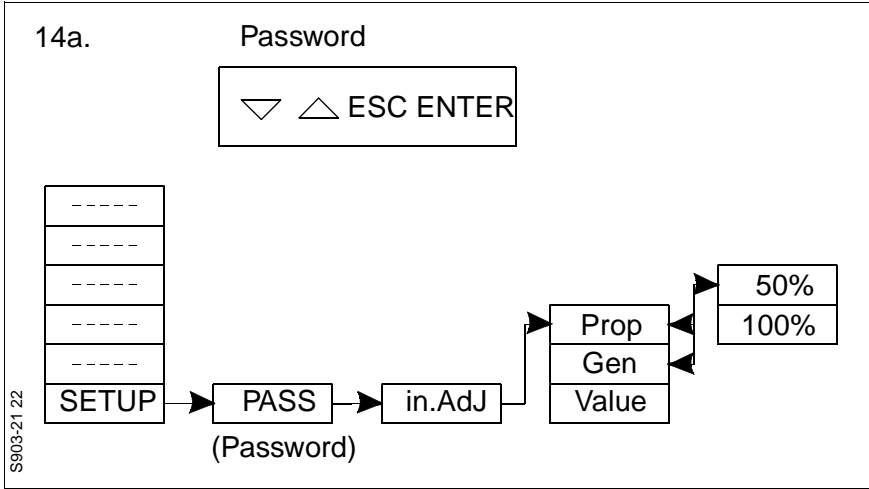 14a. Password
▽ △ ESC ENTER
-----
-----
-----
-----
-----
SETUP
PASS
(Password)
in.AdJ
Prop
Gen
Value
50%
100%
S903-21 22